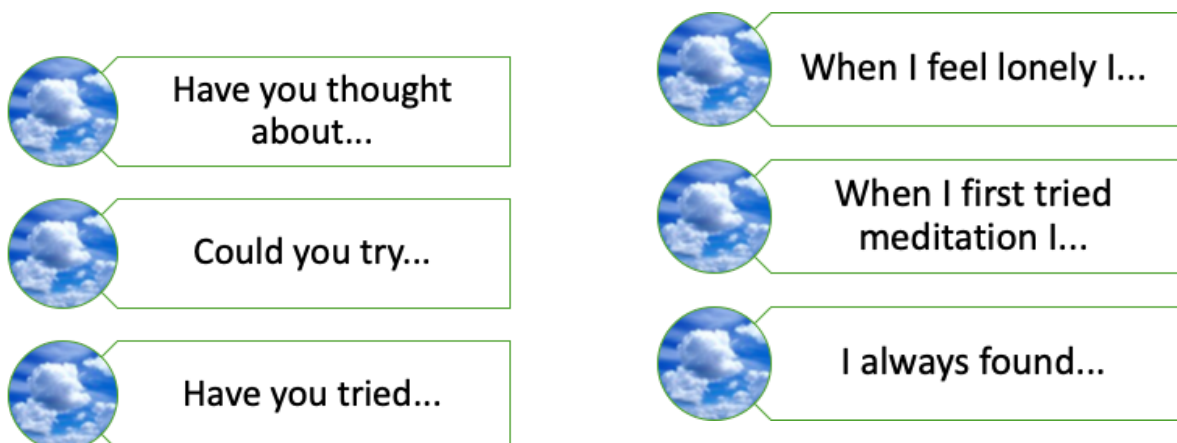 Have you thought
about...
Could you try...
Have you tried...
When I feel lonely I...
When I first tried
meditation I...
I always found...